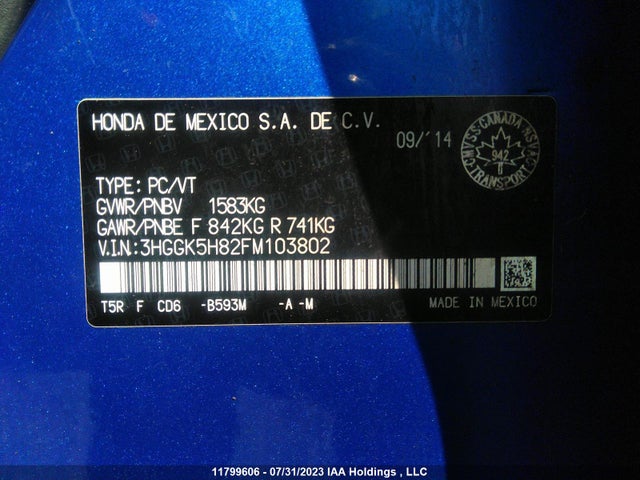 HONDA DE MEXICO S.A. DE C.V.
09/'14
CANADA
942
TRANSPORT
TYPE: PC/VT
GVWR/PNBV 1583KG
GAWR/PNBE F 842KG R 741KG
V.I.N:3HGGK5H82FM103802
T5R F CD6 -B593M -A -M
MADE IN MEXICO
11799606 - 07/31/2023 IAA Holdings , LLC